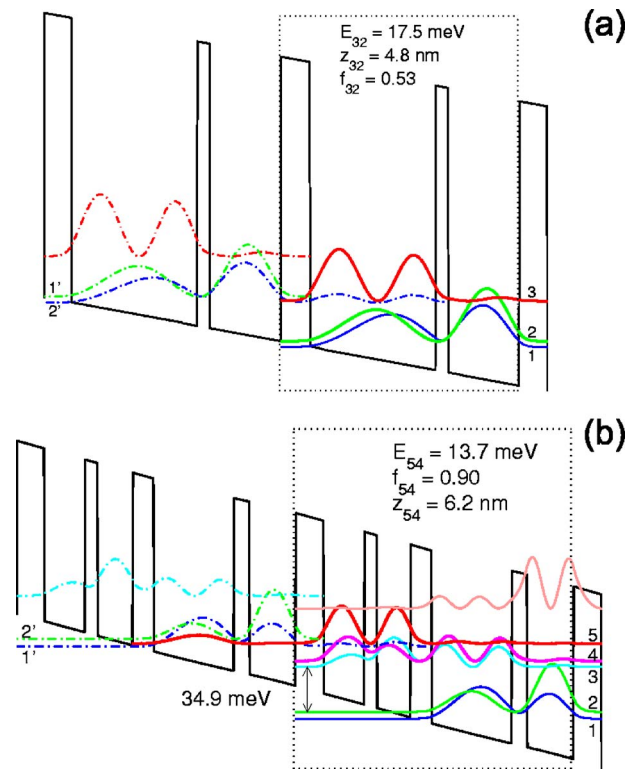 (a)
E32 = 17.5 meV
z32 = 4.8 nm
f32 = 0.53
1'
2'
3
2
1
(b)
E54 = 13.7 meV
f54 = 0.90
z54 = 6.2 nm
2'
1'
34.9 meV
5
4
3
2
1